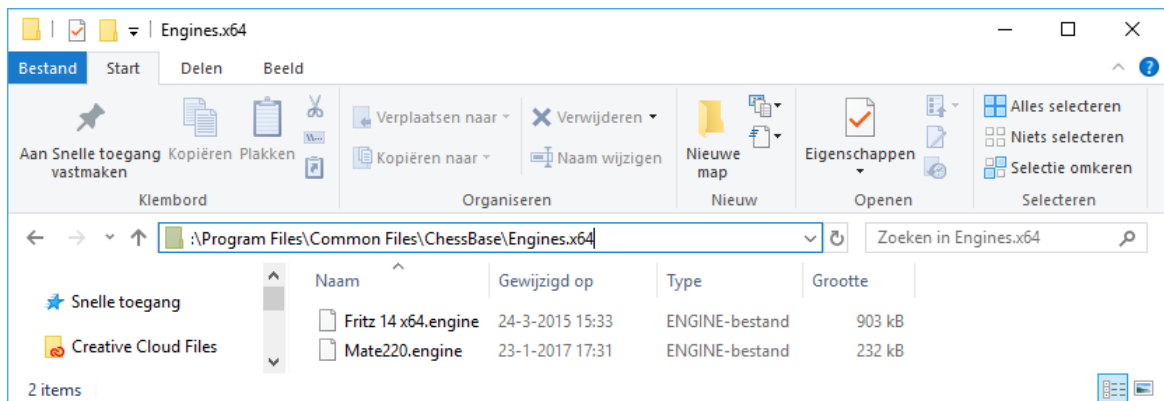 Engines.x64
Bestand Start Delen Beeld
Aan Snelle toegang vastmaken
Kopiëren
Plakken
W...
Klembord
Verplaatsen naar
Kopiëren naar
Verwijderen
Naam wijzigen
Organiseren
Nieuwe map
Nieuw
Eigenschappen
Openen
Alles selecteren
Niets selecteren
Selectie omkeren
Selecteren
:\Program Files\Common Files\ChessBase\Engines.x64
Zoeken in Engines.x64
Snelle toegang
Creative Cloud Files
Naam Gewijzigd op Type Grootte
Fritz 14 x64.engine 24-3-2015 15:33 ENGINE-bestand 903 kB
Mate220.engine 23-1-2017 17:31 ENGINE-bestand 232 kB
2 items